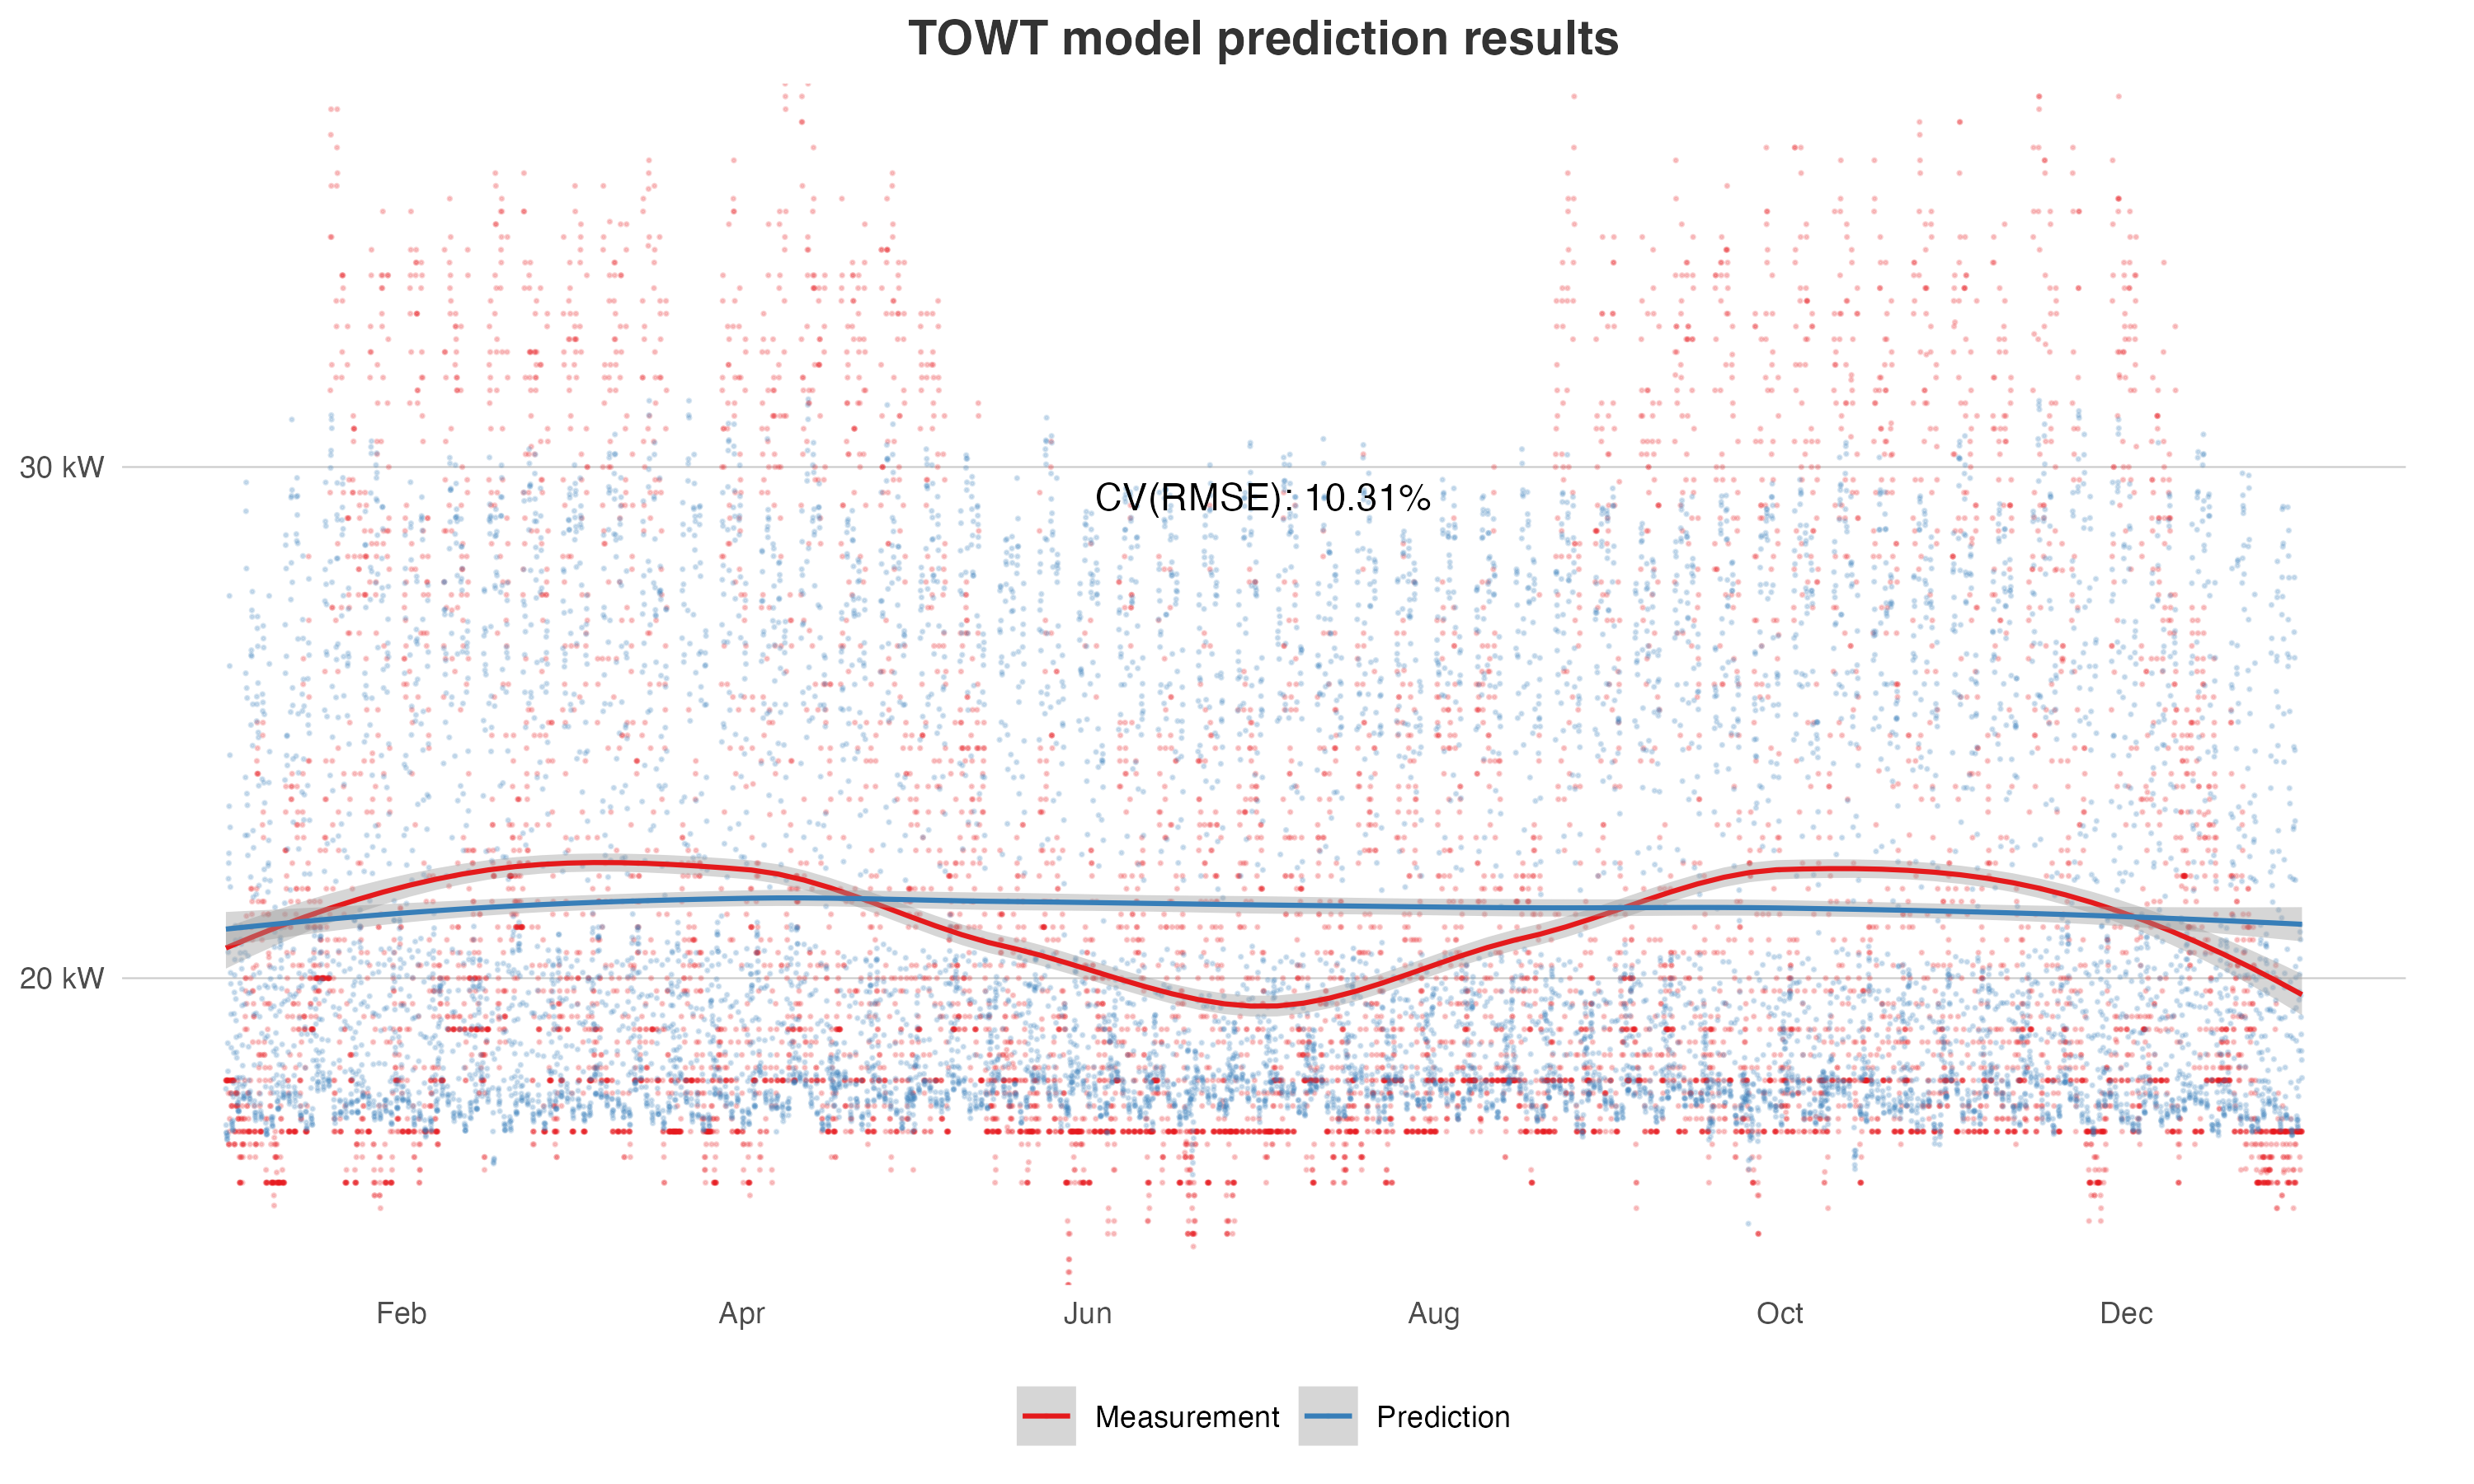 TOWT model prediction results
30 kW
CV(RMSE): 10.31%
20 kW
Feb Apr Jun Aug Oct Dec
Measurement Prediction